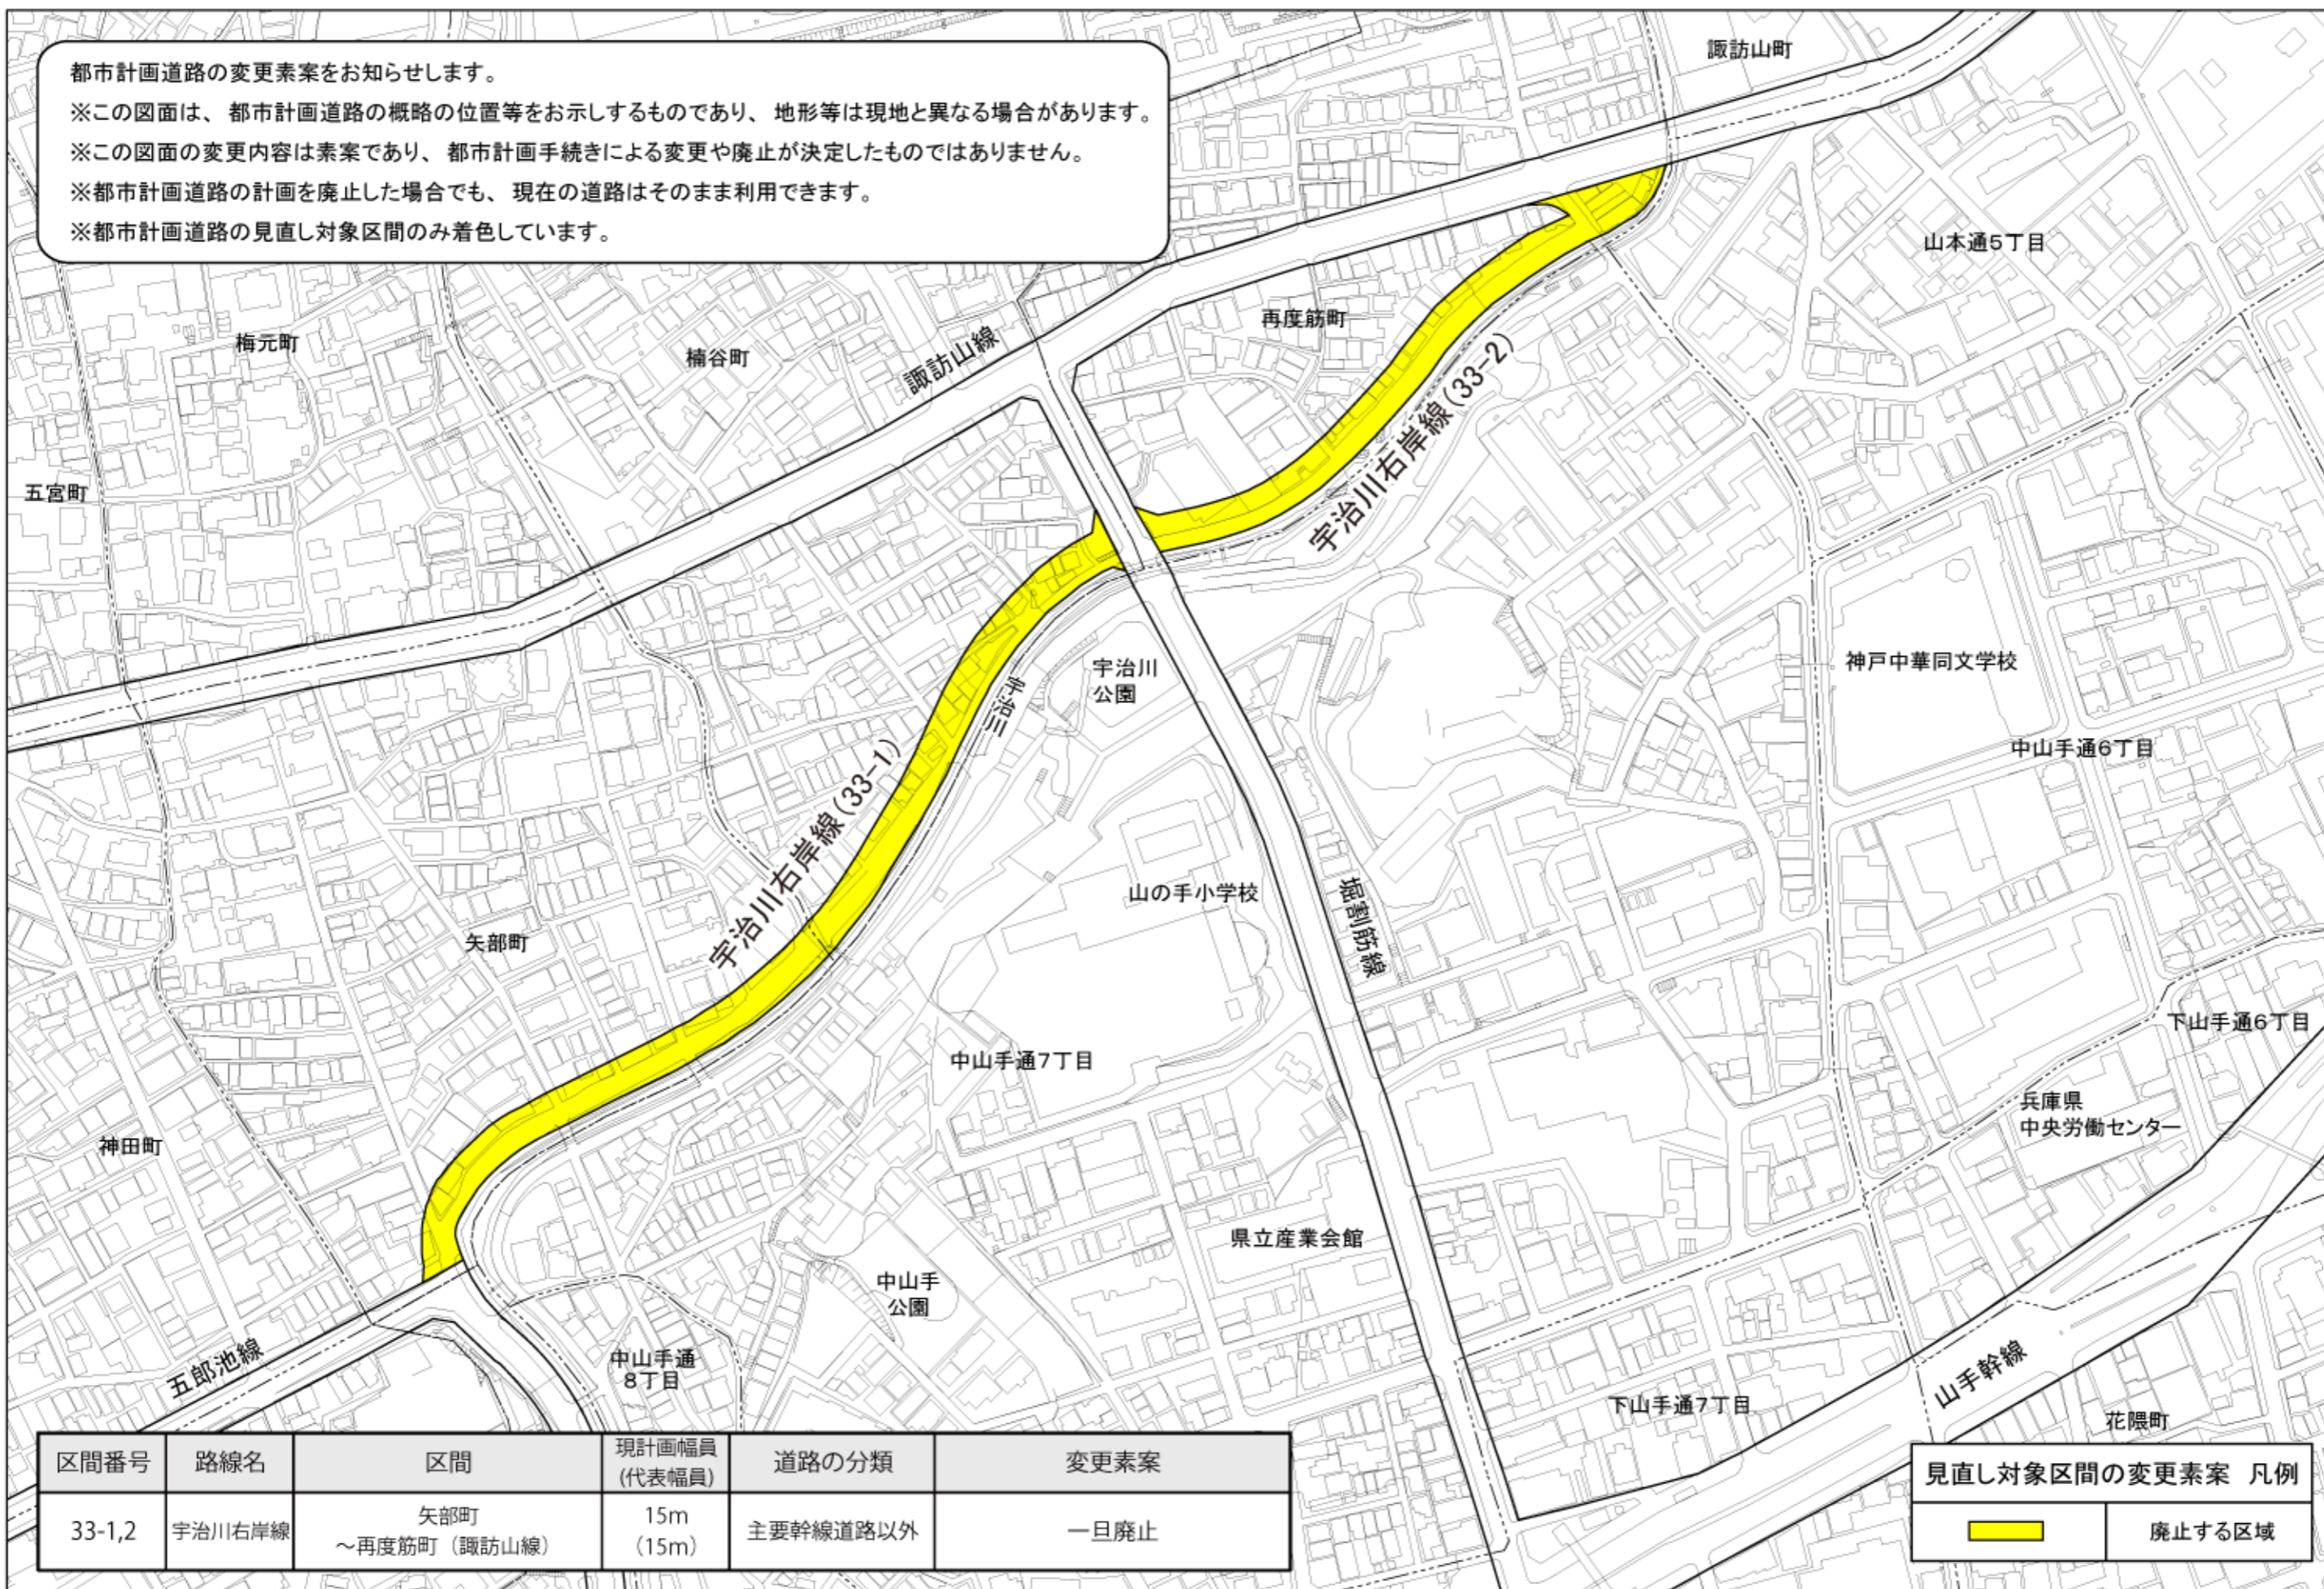 都市計画道路の変更素案をお知らせします。
※この図面は、都市計画道路の概略の位置等をお示しするものであり、地形等は現地と異なる場合があります。
※この図面の変更内容は素案であり、都市計画手続きによる変更や廃止が決定したものではありません。
※都市計画道路の計画を廃止した場合でも、現在の道路はそのまま利用できます。
※都市計画道路の見直し対象区間のみ着色しています。
諏訪山町
山本通5丁目
再度筋町
梅元町
楠谷町
諏訪山線
宇治川右岸線(33-2)
五宮町
宇治川
公園
宇治川
神戸中華同文学校
中山手通6丁目
宇治川右岸線(33-1)
山の手小学校
堀割筋線
矢部町
下山手通6丁目
中山手通7丁目
兵庫県
中央労働センター
神田町
県立産業会館
中山手
公園
五郎池線
中山手通
8丁目
山手幹線
下山手通7丁目
花隈町
区間番号 路線名 区間 現計画幅員 (代表幅員) 道路の分類 変更素案
33-1,2 宇治川右岸線 矢部町 ～再度筋町（諏訪山線） 15m （15m） 主要幹線道路以外 一旦廃止
見直し対象区間の変更素案 凡例
廃止する区域